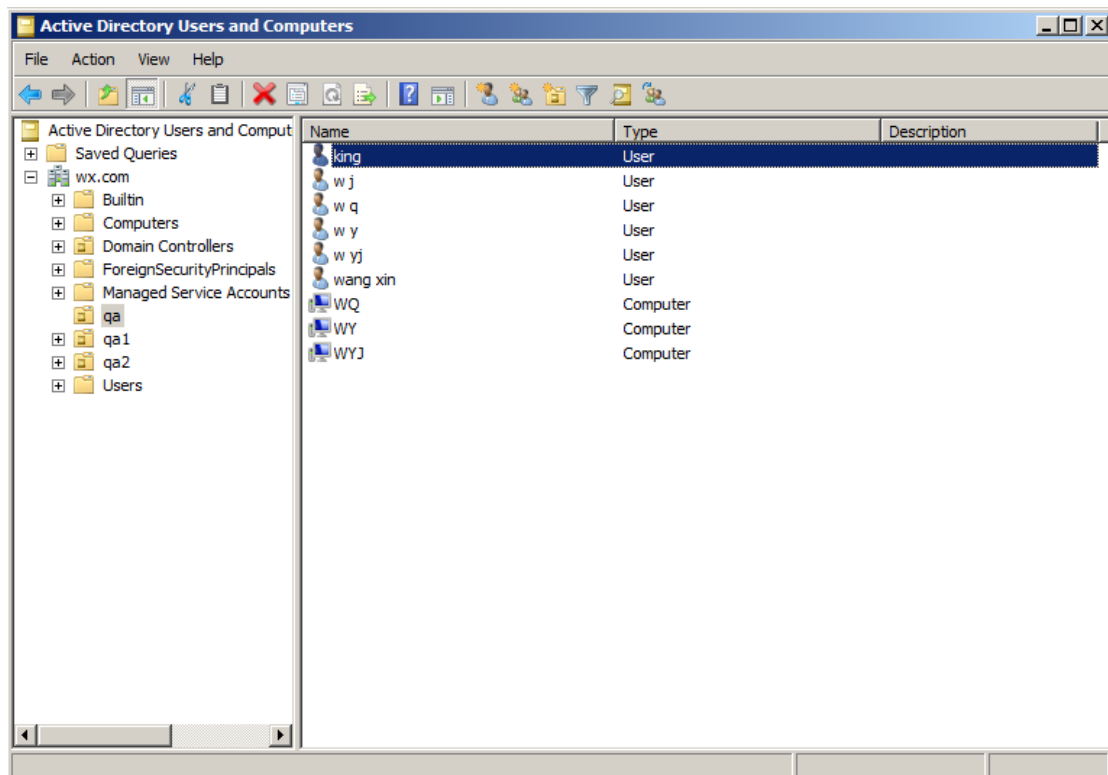 Active Directory Users and Computers
File Action View Help
Active Directory Users and Comput
Saved Queries
wx.com
Builtin
Computers
Domain Controllers
ForeignSecurityPrincipals
Managed Service Accounts
qa
qa1
qa2
Users
Name Type Description
king User
w j User
w q User
w y User
w yj User
wang xin User
WQ Computer
WY Computer
WYJ Computer